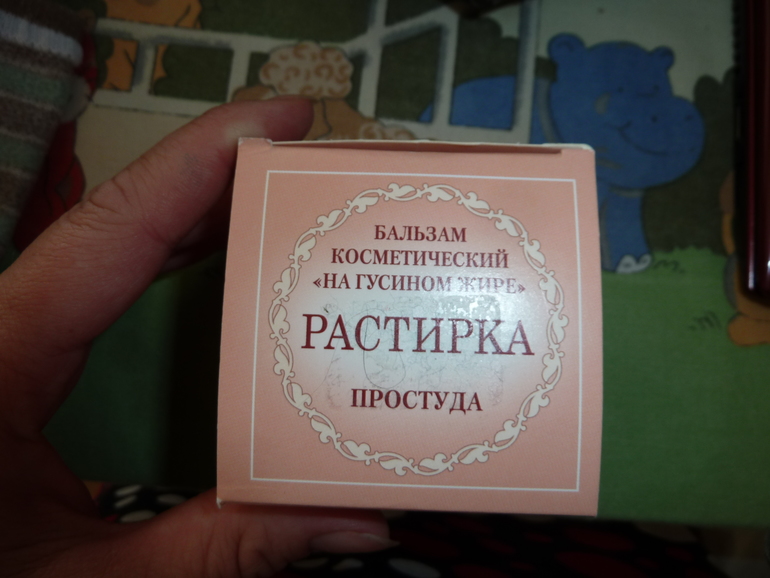 БАЛЬЗАМ
КОСМЕТИЧЕСКИЙ
«НА ГУСИНОМ ЖИРЕ»
РАСТИРКА
ПРОСТУДА